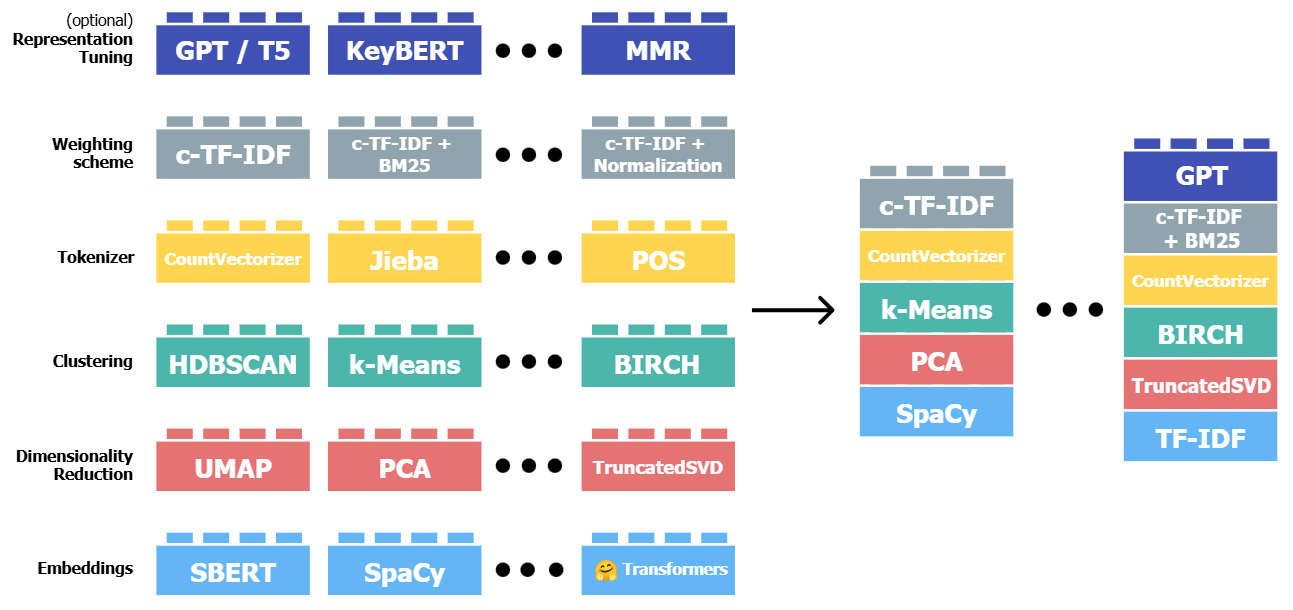 (optional)
Representation
Tuning
GPT / T5
KeyBERT
MMR
Weighting
scheme
c-TF-IDF
c-TF-IDF +
BM25
c-TF-IDF +
Normalization
Tokenizer
CountVectorizer
Jieba
POS
Clustering
HDBSCAN
k-Means
BIRCH
Dimensionality
Reduction
UMAP
PCA
TruncatedSVD
Embeddings
SBERT
SpaCy
🤗 Transformers
c-TF-IDF
CountVectorizer
k-Means
PCA
SpaCy
GPT
c-TF-IDF
+ BM25
CountVectorizer
BIRCH
TruncatedSVD
TF-IDF